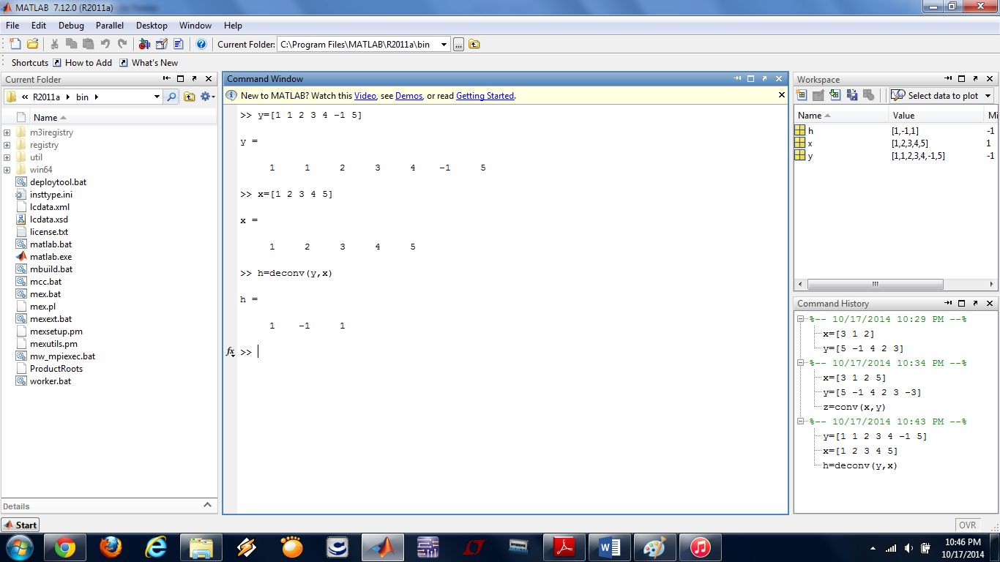 MATLAB 7.12.0 (R2011a)
File Edit Debug Parallel Desktop Window Help
Current Folder: C:\Program Files\MATLAB\R2011a\bin ...
Shortcuts How to Add What's New
Current Folder
« R2011a bin
Name
m3iregistry
registry
util
win64
deploytool.bat
insttype.ini
lcdata.xml
lcdata.xsd
license.txt
matlab.bat
matlab.exe
mbuild.bat
mcc.bat
mex.bat
mex.pl
mexext.bat
mexsetup.pm
mexutils.pm
mw_mpiexec.bat
ProductRoots
worker.bat
Details
Command Window
New to MATLAB? Watch this Video, see Demos, or read Getting Started.
>> y=[1 1 2 3 4 -1 5]
y =
1 1 2 3 4 -1 5
>> x=[1 2 3 4 5]
x =
1 2 3 4 5
>> h=deconv(y,x)
h =
1 -1 1
fx >>
Workspace
Select data to plot
Name Value Mi
h [1,-1,1] -1
x [1,2,3,4,5] 1
y [1,1,2,3,4,-1,5] -1
Command History
%-- 10/17/2014 10:29 PM --%
x=[3 1 2]
y=[5 -1 4 2 3]
%-- 10/17/2014 10:34 PM --%
x=[3 1 2 5]
y=[5 -1 4 2 3 -3]
z=conv(x,y)
%-- 10/17/2014 10:43 PM --%
y=[1 1 2 3 4 -1 5]
x=[1 2 3 4 5]
h=deconv(y,x)
Start
OVR
10:46 PM
10/17/2014